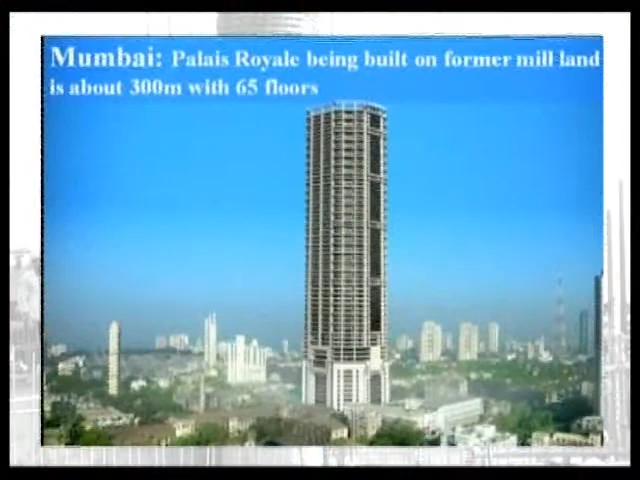 Mumbai: Palais Royale being built on former mill land
is about 300m with 65 floors